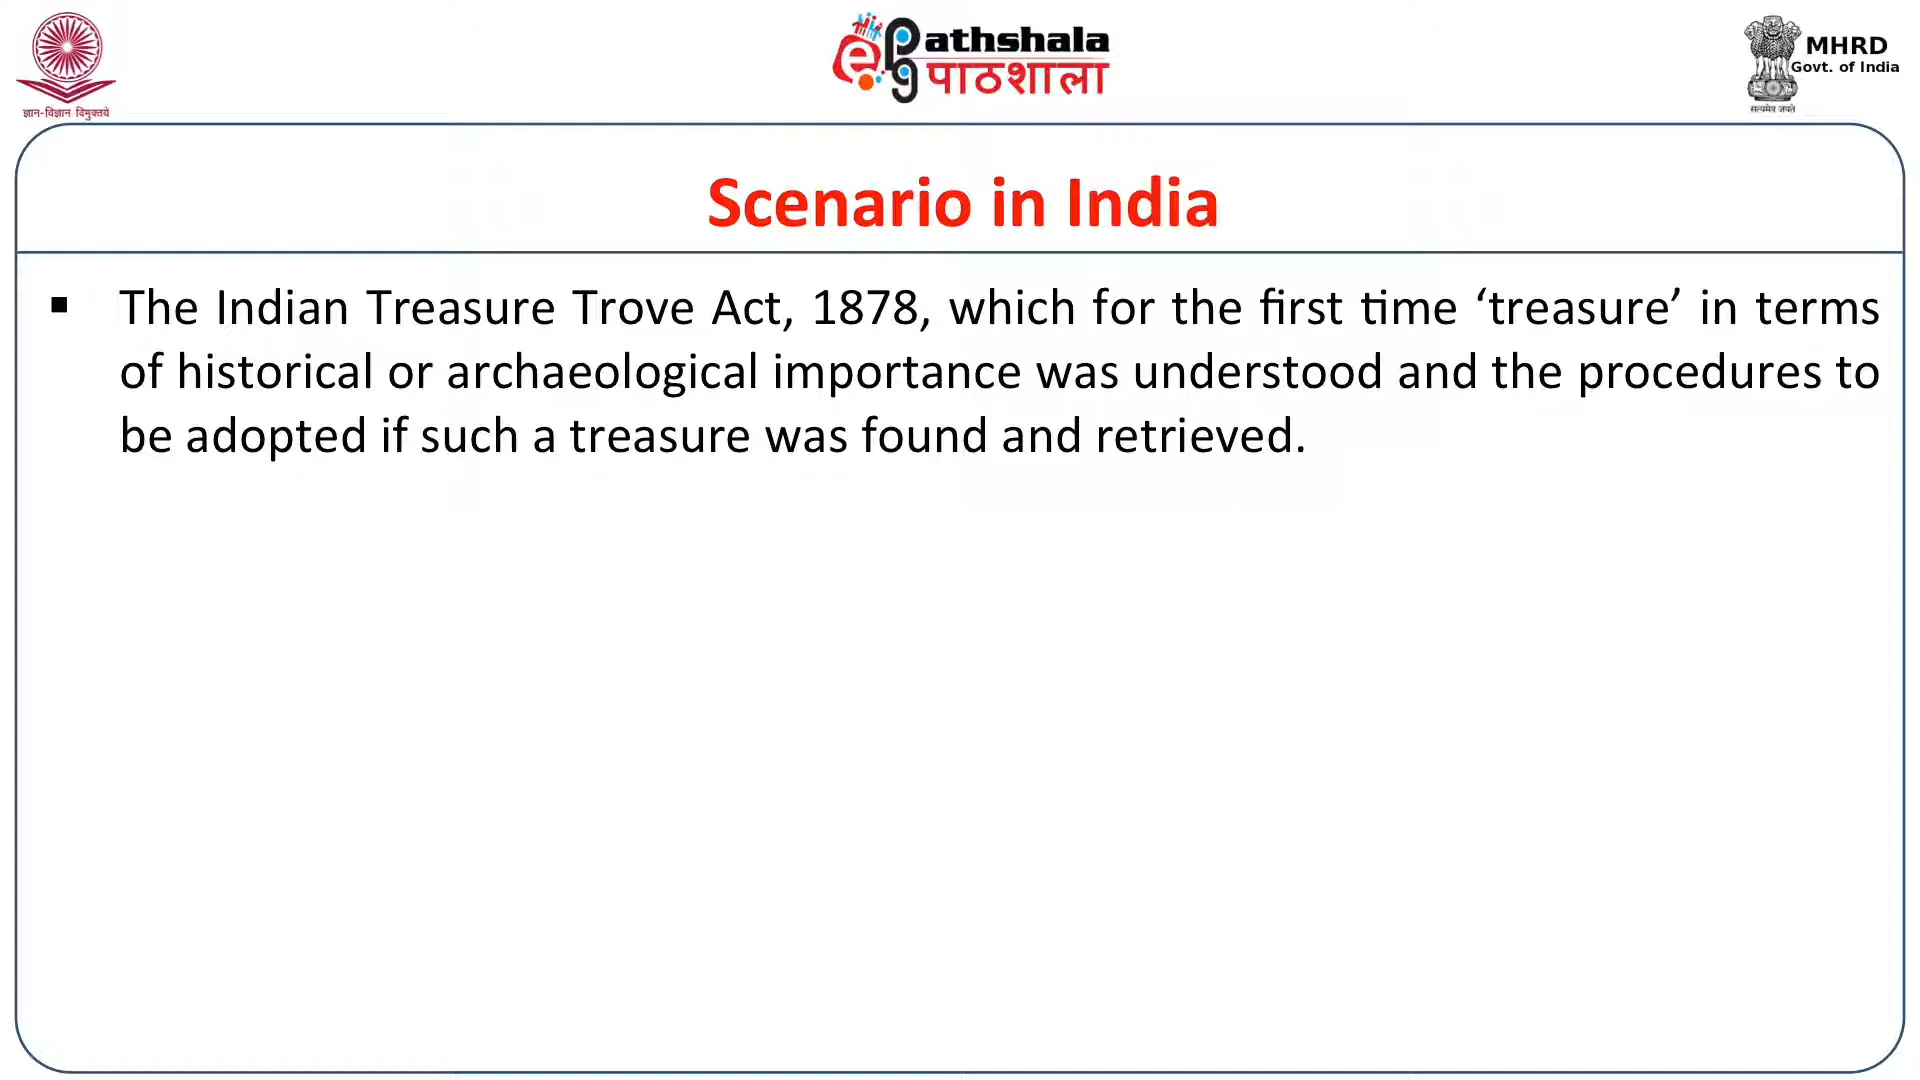 ज्ञान-विज्ञान विमुक्तये
e
pg
athshala
पाठशाला
MHRD
Govt. of India
सत्यमेव जयते
Scenario in India
▪ The Indian Treasure Trove Act, 1878, which for the first time ‘treasure’ in terms
of historical or archaeological importance was understood and the procedures to
be adopted if such a treasure was found and retrieved.